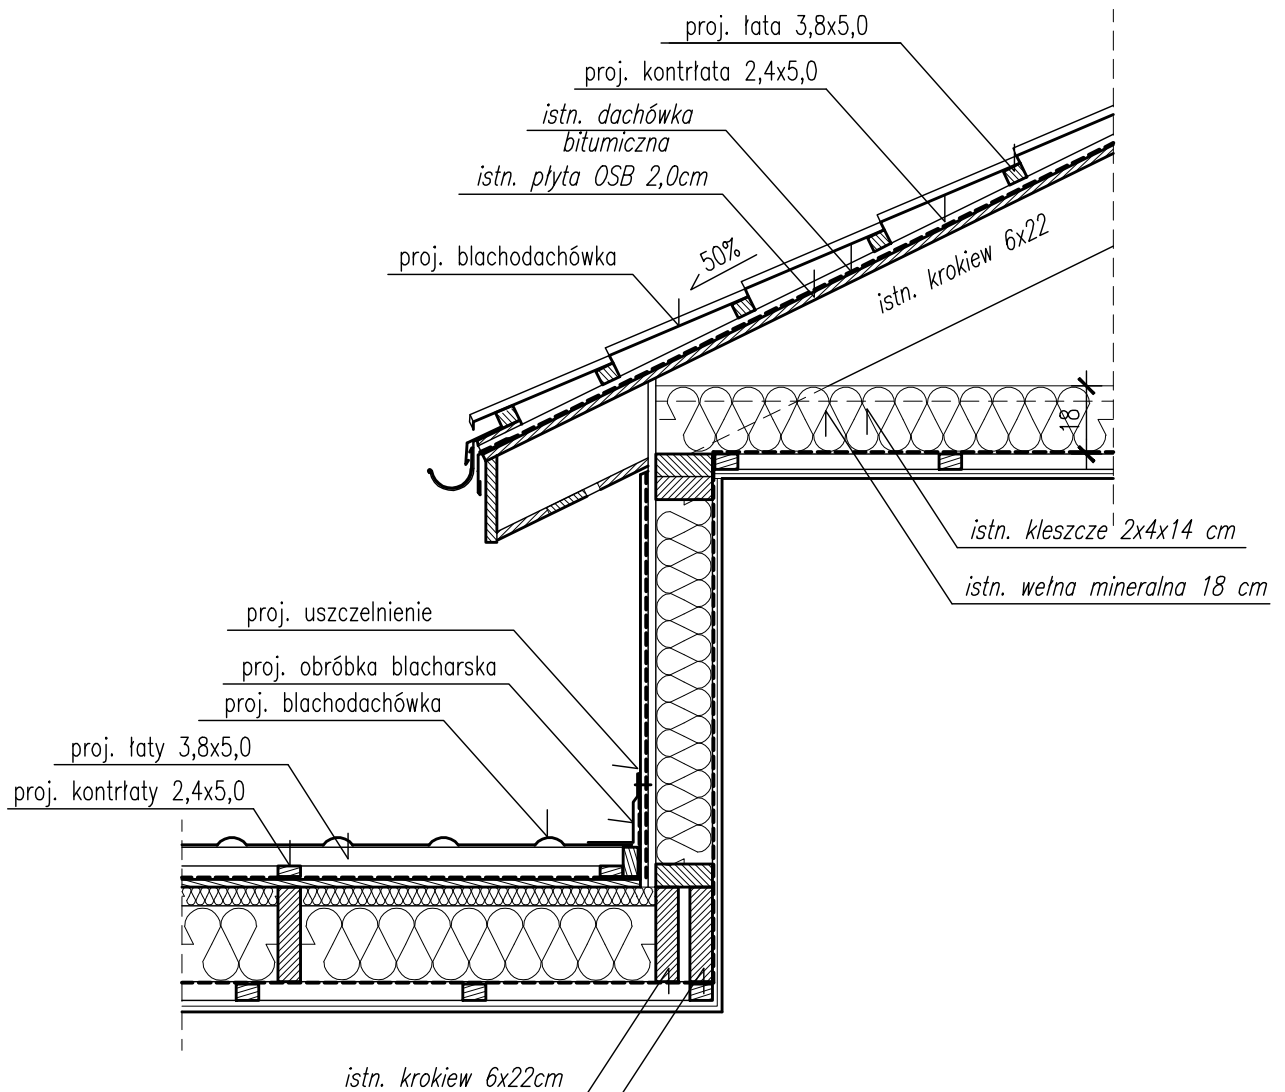 proj. łata 3,8x5,0
proj. kontrłata 2,4x5,0
istn. dachówka
bitumiczna
istn. płyta OSB 2,0cm
proj. blachodachówka
50%
istn. krokiew 6x22
18
istn. kleszcze 2x4x14 cm
istn. wełna mineralna 18 cm
proj. uszczelnienie
proj. obróbka blacharska
proj. blachodachówka
proj. łaty 3,8x5,0
proj. kontrłaty 2,4x5,0
istn. krokiew 6x22cm